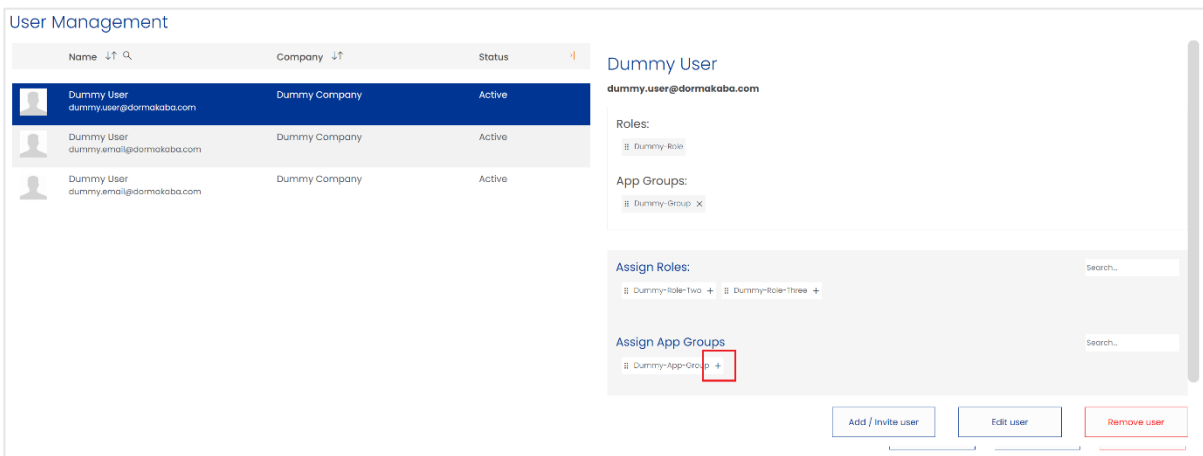 User Management
Name Company Status
Dummy User Dummy Company Active
dummy.user@dormakaba.com
Dummy User Dummy Company Active
dummy.email@dormakaba.com
Dummy User Dummy Company Active
dummy.email@dormakaba.com
Dummy User
dummy.user@dormakaba.com
Roles:
Dummy-Role
App Groups:
Dummy-Group ×
Assign Roles: Search...
Dummy-Role-Two + Dummy-Role-Three +
Assign App Groups Search...
Dummy-App-Group +
Add / Invite user Edit user Remove user